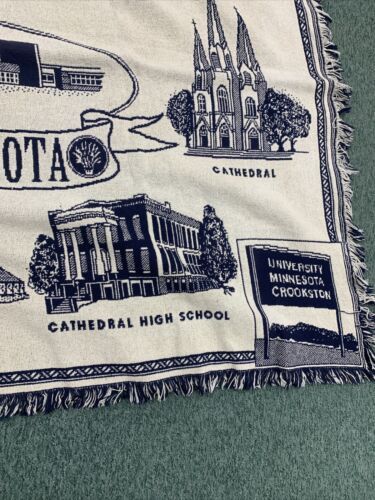 OTA
CATHEDRAL
CATHEDRAL HIGH SCHOOL
UNIVERSITY
MINNESOTA
CROOKSTON